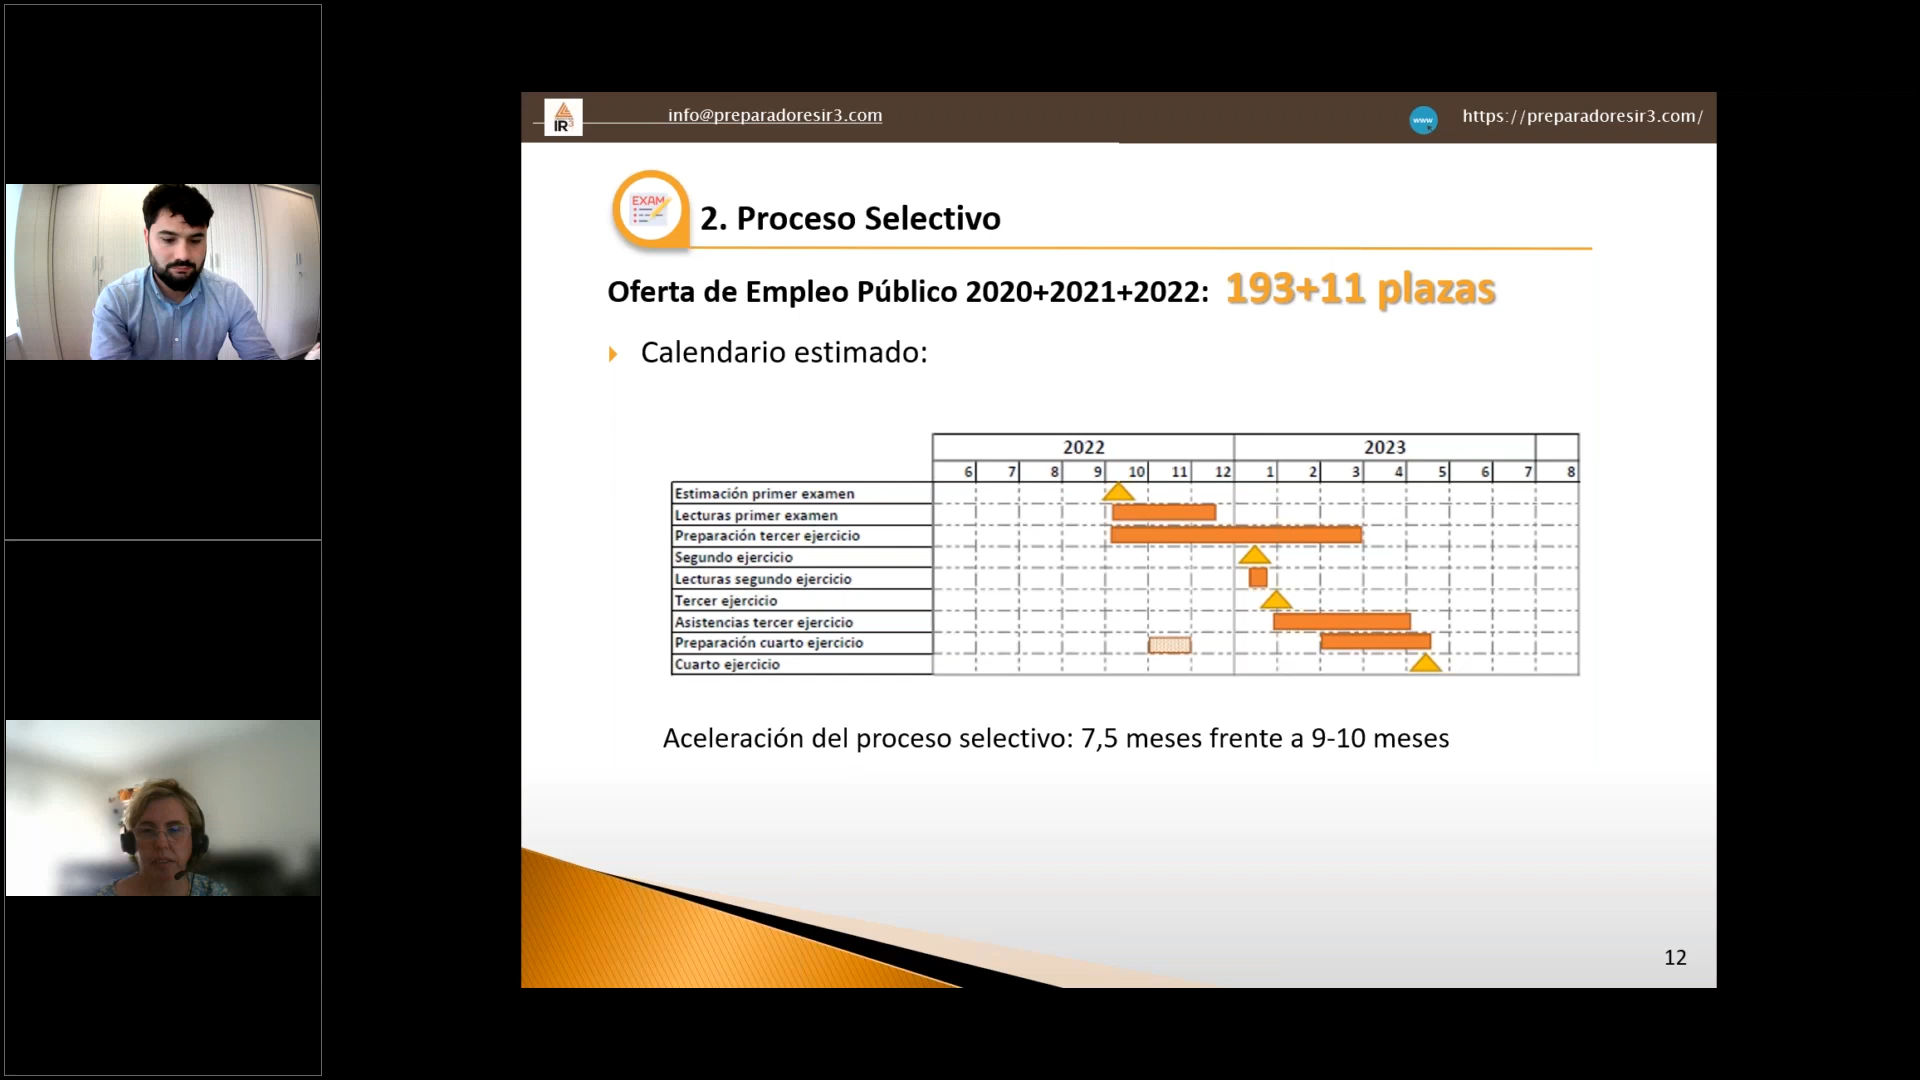 IR3
info@preparadoresir3.com
www
https://preparadoresir3.com/
EXAM
2. Proceso Selectivo
Oferta de Empleo Público 2020+2021+2022: 193+11 plazas
Calendario estimado:
2022 2023
6 7 8 9 10 11 12 1 2 3 4 5 6 7 8
Estimación primer examen
Lecturas primer examen
Preparación tercer ejercicio
Segundo ejercicio
Lecturas segundo ejercicio
Tercer ejercicio
Asistencias tercer ejercicio
Preparación cuarto ejercicio
Cuarto ejercicio
Aceleración del proceso selectivo: 7,5 meses frente a 9-10 meses
12